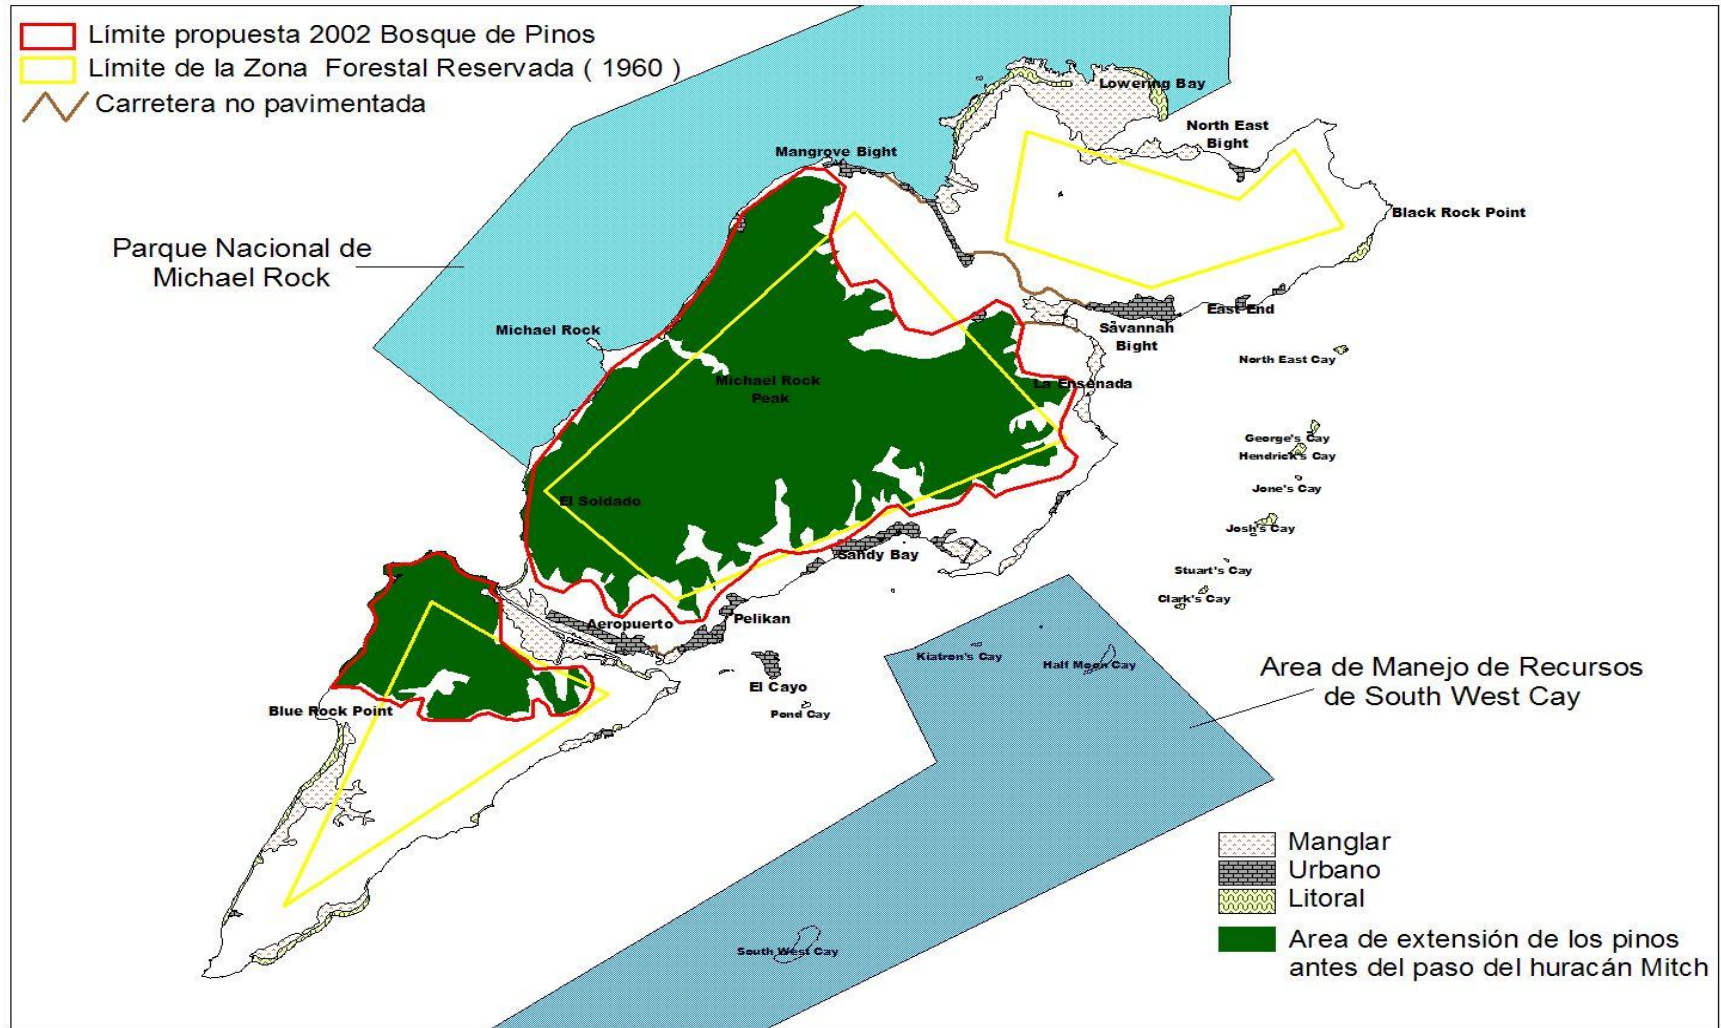 Límite propuesta 2002 Bosque de Pinos
Límite de la Zona Forestal Reservada ( 1960 )
Carretera no pavimentada
Lowering Bay
North East
Bight
Mangrove Bight
Black Rock Point
Parque Nacional de
Michael Rock
Michael Rock
East End
Savannah
Bight
North East Cay
Michael Rock
Peak
La Ensenada
George's Cay
Hendrick's Cay
Jone's Cay
El Soldado
Josh's Cay
Sandy Bay
Stuart's Cay
Clark's Cay
Aeropuerto
Pelikan
Kiatron's Cay
Half Moon Cay
Area de Manejo de Recursos
de South West Cay
El Cayo
Pond Cay
Blue Rock Point
South West Cay
Manglar
Urbano
Litoral
Area de extensión de los pinos
antes del paso del huracán Mitch